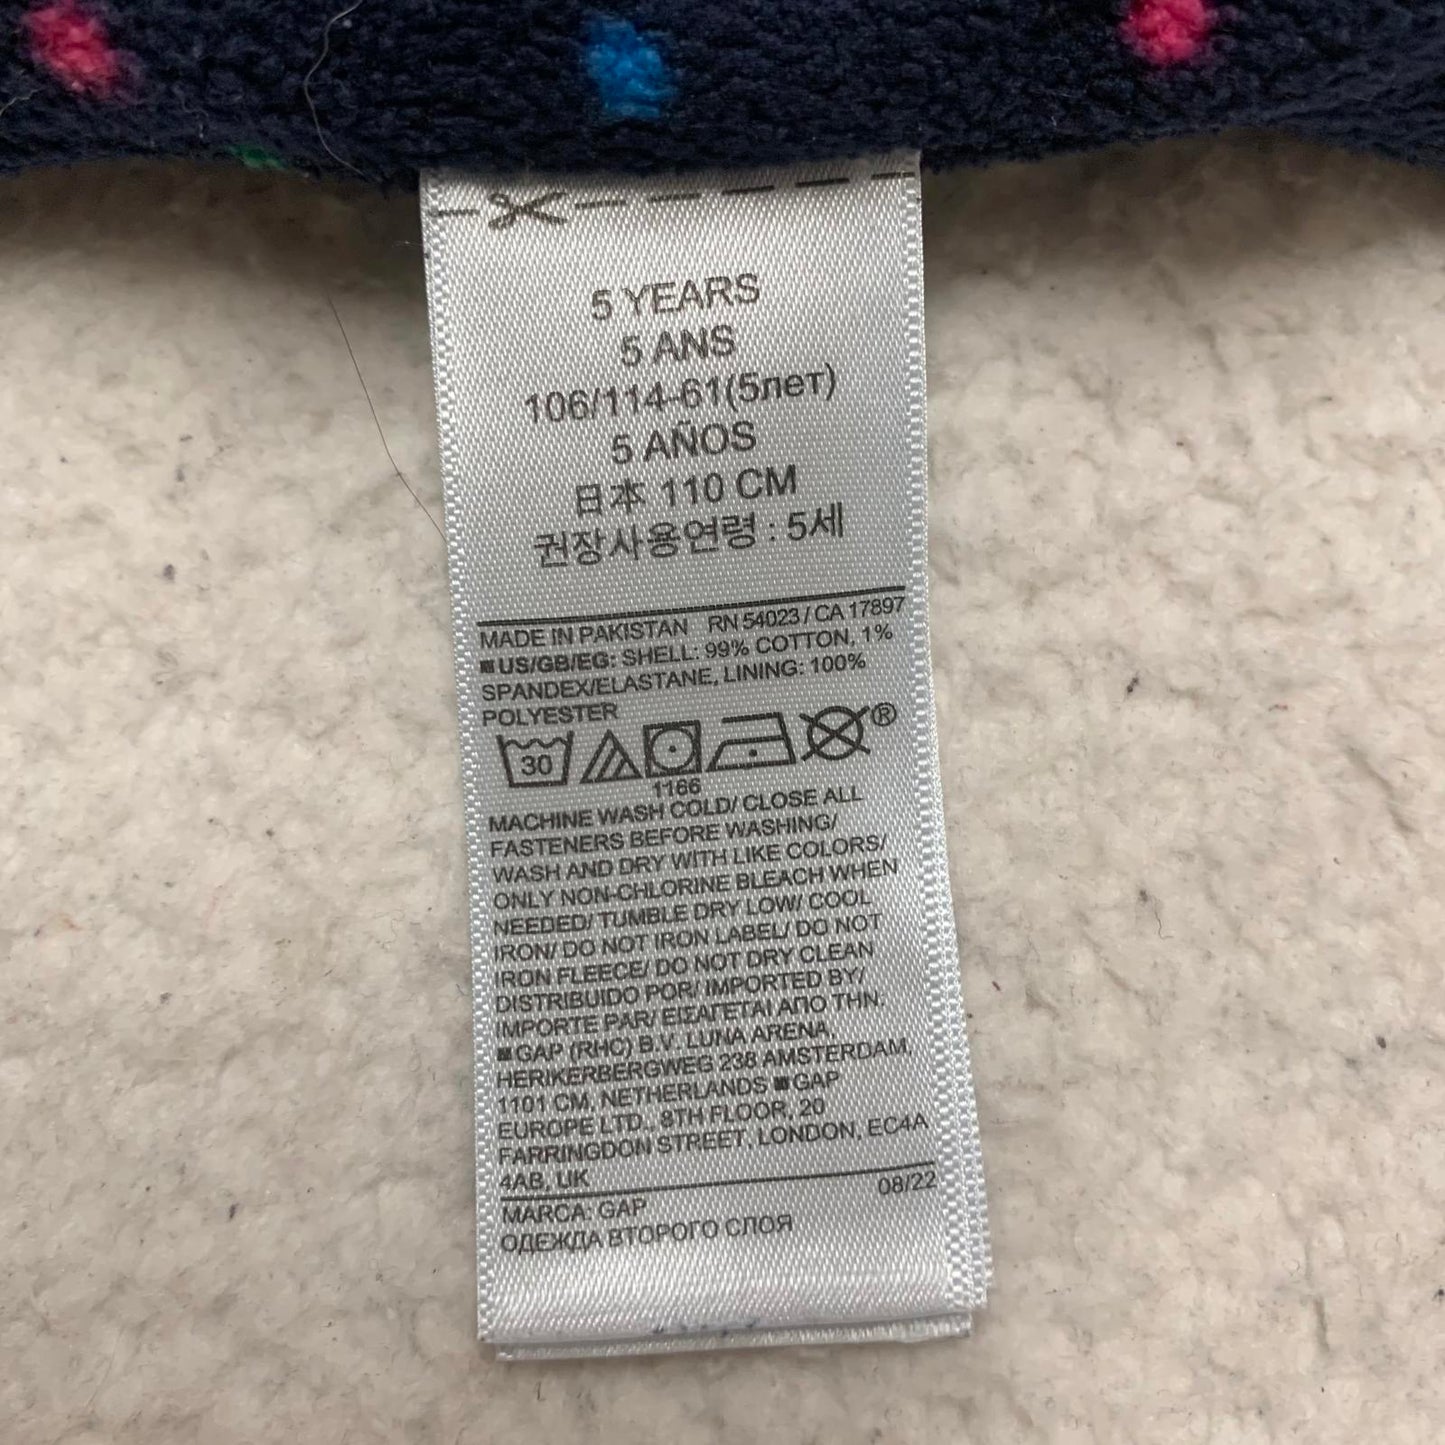 5 YEARS
5 ANS
106/114-61(5лет)
5 AÑOS
日本 110 CM
권장사용연령 : 5세
MADE IN PAKISTAN RN 54023 / CA 17897
■ US/GB/EG: SHELL: 99% COTTON, 1%
SPANDEX/ELASTANE, LINING: 100%
POLYESTER
30 ®
1166
MACHINE WASH COLD/ CLOSE ALL
FASTENERS BEFORE WASHING/
WASH AND DRY WITH LIKE COLORS/
ONLY NON-CHLORINE BLEACH WHEN
NEEDED/ TUMBLE DRY LOW/ COOL
IRON/ DO NOT IRON LABEL/ DO NOT
IRON FLEECE/ DO NOT DRY CLEAN
DISTRIBUIDO POR/ IMPORTED BY/
IMPORTE PAR/ ΕΙΣΑΓΕΤΑΙ ΑΠΟ ΤΗΝ.
■ GAP (RHC) B.V. LUNA ARENA,
HERIKERBERGWEG 238 AMSTERDAM,
1101 CM, NETHERLANDS ■ GAP
EUROPE LTD., 8TH FLOOR, 20
FARRINGDON STREET, LONDON, EC4A
4AB, UK
08/22
MARCA: GAP
ОДЕЖДА ВТОРОГО СЛОЯ